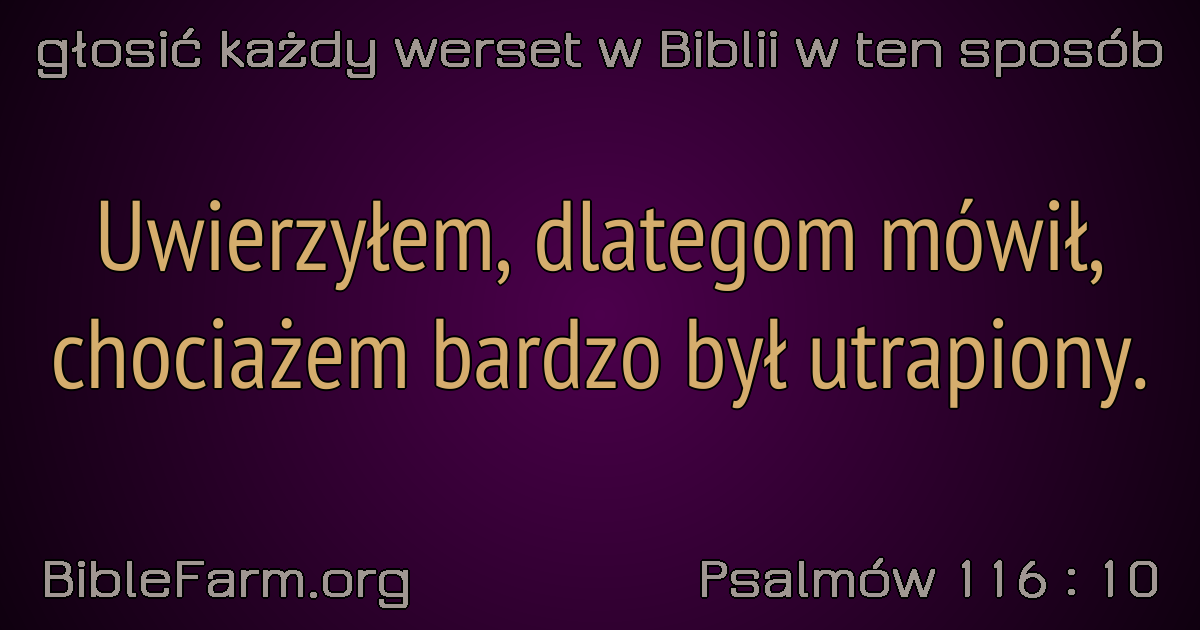 głosić każdy werset w Biblii w ten sposób
Uwierzyłem, dlategom mówił,
chociażem bardzo był utrapiony.
BibleFarm.org
Psalmów 116 : 10